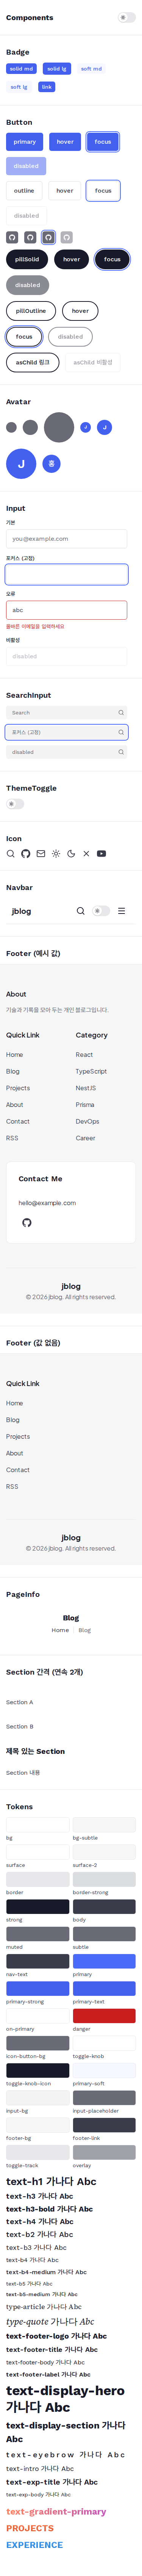 Components
Badge
solid md
solid lg
soft md
soft lg
link
Button
primary
hover
focus
disabled
outline
hover
focus
disabled
pillSolid
hover
focus
disabled
pillOutline
hover
focus
disabled
asChild 링크
asChild 비활성
Avatar
J
J
J
홍
Input
기본
you@example.com
포커스 (고정)
오류
abc
올바른 이메일을 입력하세요
비활성
disabled
SearchInput
Search
포커스 (고정)
disabled
ThemeToggle
Icon
Navbar
jblog
Footer (예시 값)
About
기술과 기록을 모아 두는 개인 블로그입니다.
Quick Link
Category
Home
React
Blog
TypeScript
Projects
NestJS
About
Prisma
Contact
DevOps
RSS
Career
Contact Me
hello@example.com
jblog
© 2026 jblog. All rights reserved.
Footer (값 없음)
Quick Link
Home
Blog
Projects
About
Contact
RSS
jblog
© 2026 jblog. All rights reserved.
PageInfo
Blog
Home | Blog
Section 간격 (연속 2개)
Section A
Section B
제목 있는 Section
Section 내용
Tokens
bg
bg-subtle
surface
surface-2
border
border-strong
strong
body
muted
subtle
nav-text
primary
primary-strong
primary-text
on-primary
danger
icon-button-bg
toggle-knob
toggle-knob-icon
primary-soft
input-bg
input-placeholder
footer-bg
footer-link
toggle-track
overlay
text-h1 가나다 Abc
text-h3 가나다 Abc
text-h3-bold 가나다 Abc
text-h4 가나다 Abc
text-b2 가나다 Abc
text-b3 가나다 Abc
text-b4 가나다 Abc
text-b4-medium 가나다 Abc
text-b5 가나다 Abc
text-b5-medium 가나다 Abc
type-article 가나다 Abc
type-quote 가나다 Abc
text-footer-logo 가나다 Abc
text-footer-title 가나다 Abc
text-footer-body 가나다 Abc
text-footer-label 가나다 Abc
text-display-hero
가나다 Abc
text-display-section 가나다
Abc
text-eyebrow 가나다 Abc
text-intro 가나다 Abc
text-exp-title 가나다 Abc
text-exp-body 가나다 Abc
text-gradient-primary
PROJECTS
EXPERIENCE